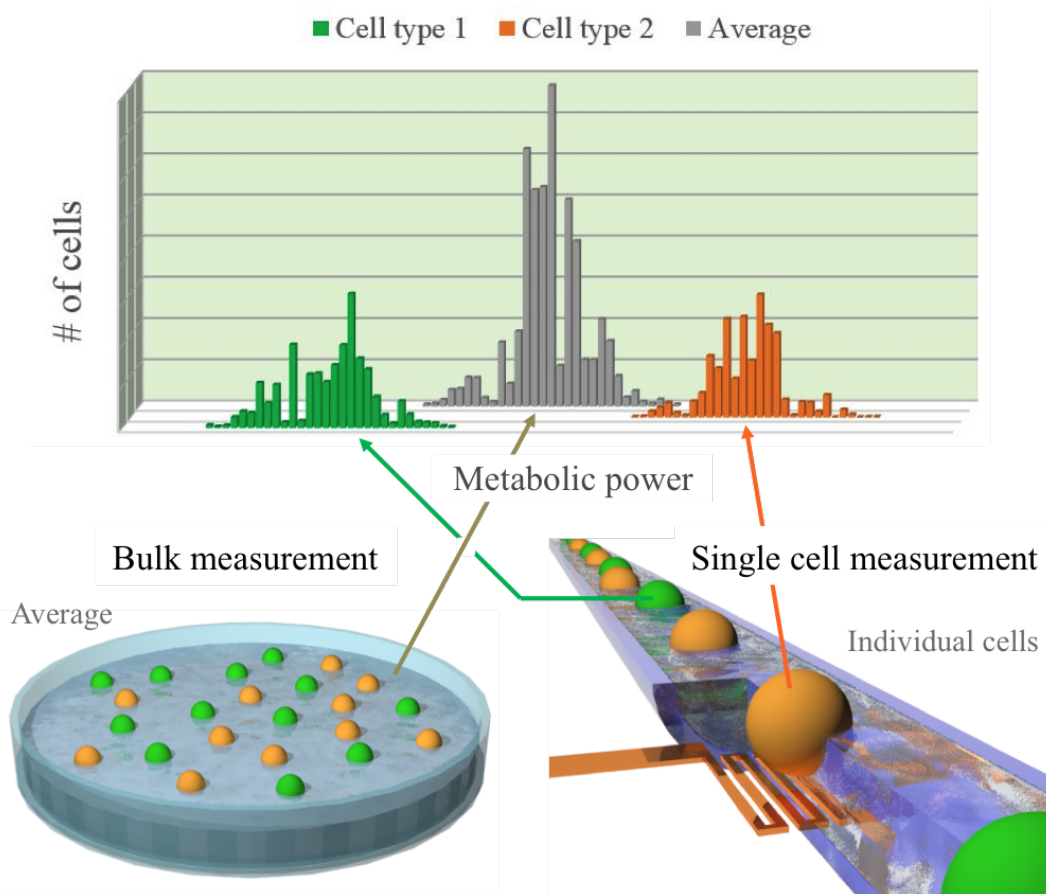 Cell type 1 Cell type 2 Average
# of cells
Metabolic power
Bulk measurement
Single cell measurement
Average
Individual cells